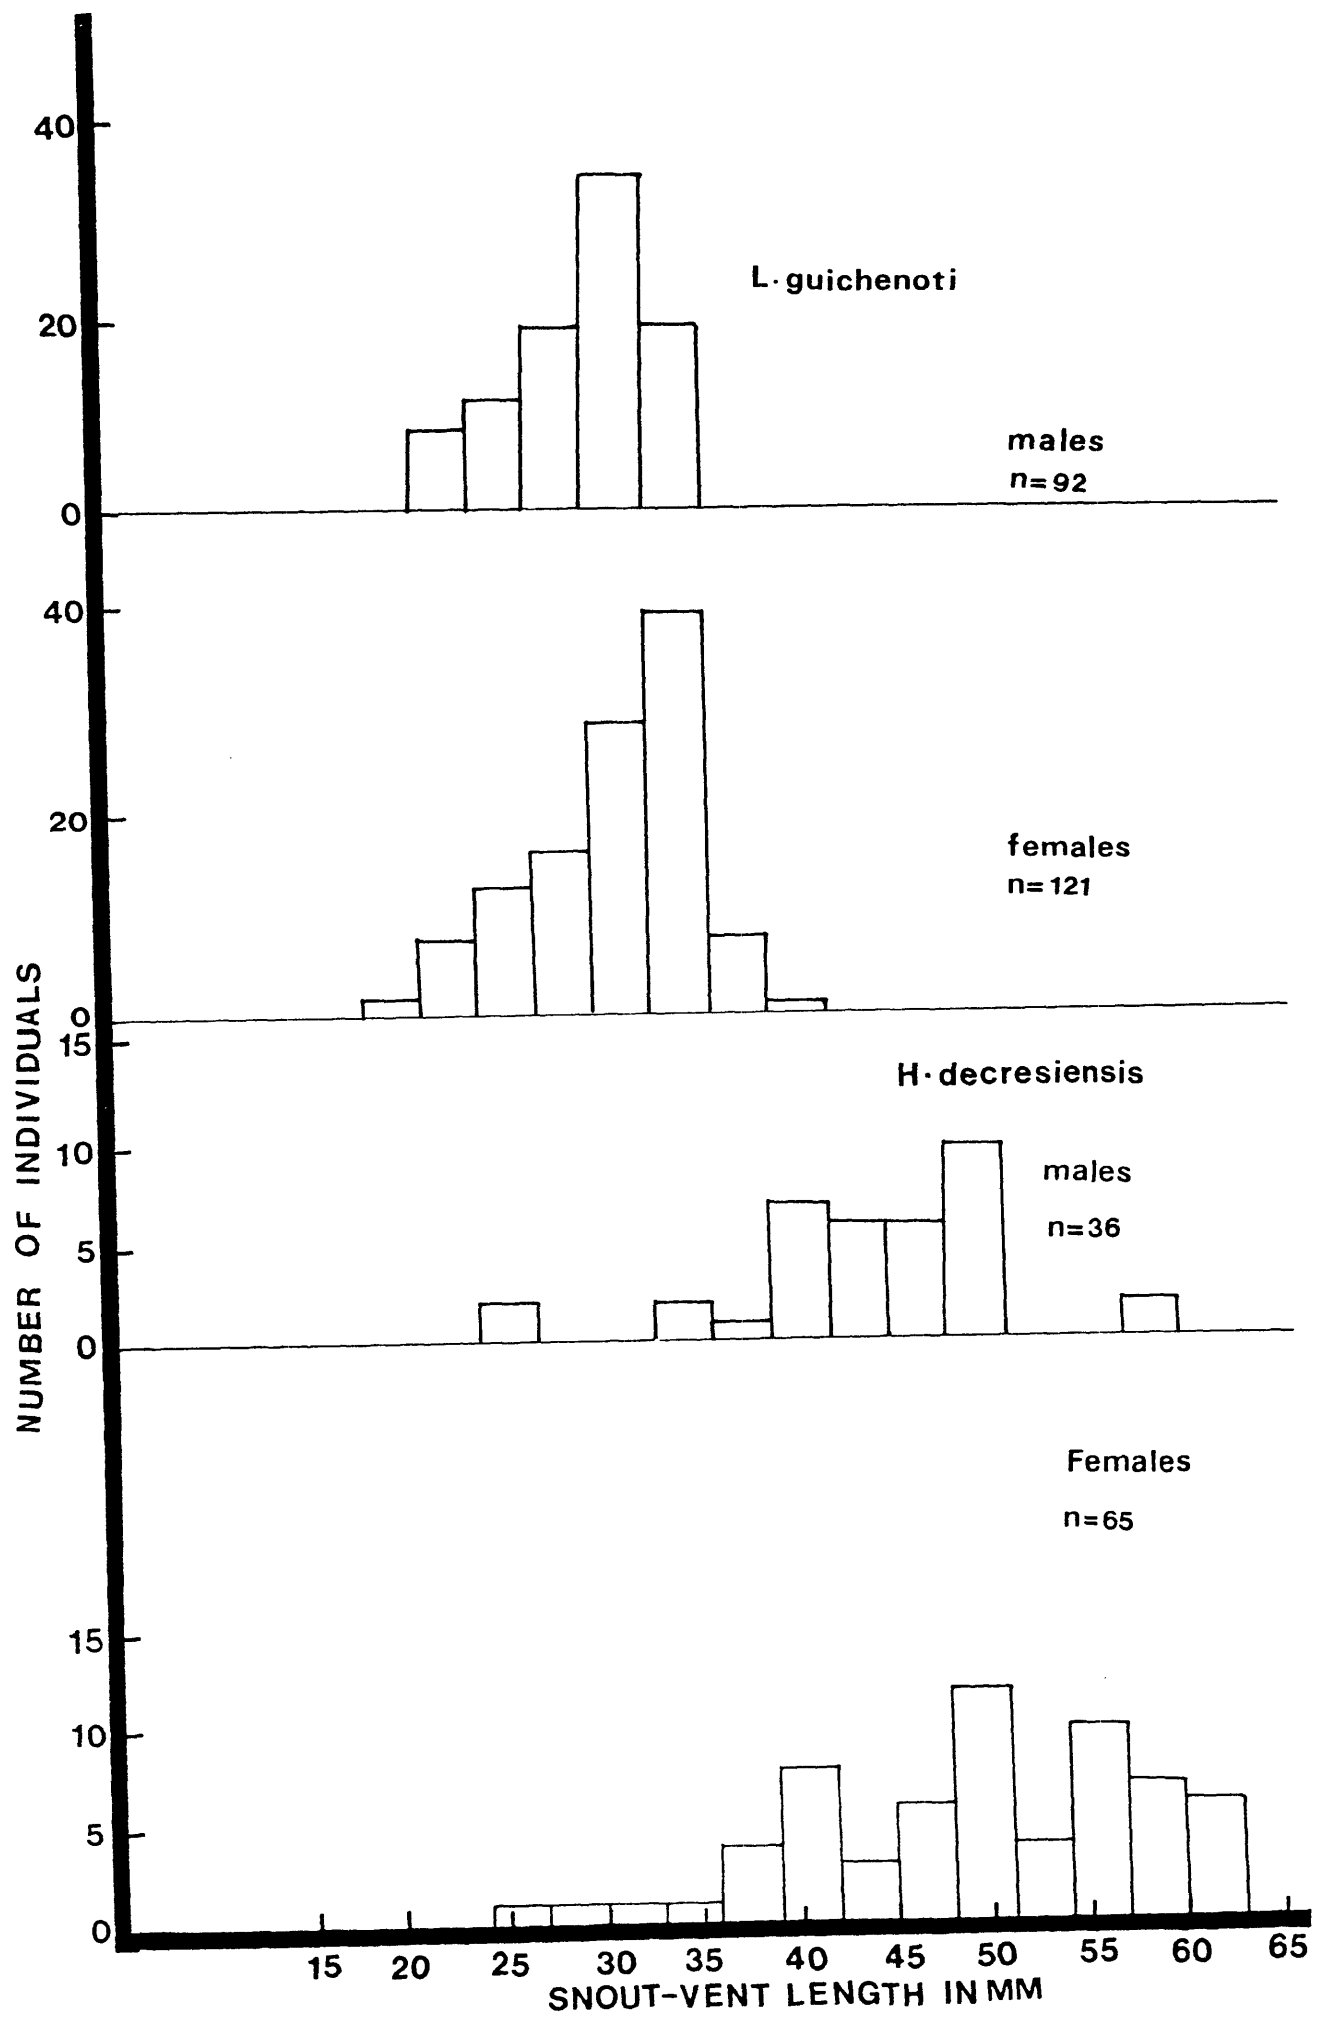 40
20
0
L. guichenoti
males
n=92
40
20
0
females
n=121
15
10
5
0
H. decresiensis
males
n=36
NUMBER OF INDIVIDUALS
Females
n=65
15
10
5
0
15 20 25 30 35 40 45 50 55 60 65
SNOUT-VENT LENGTH IN MM